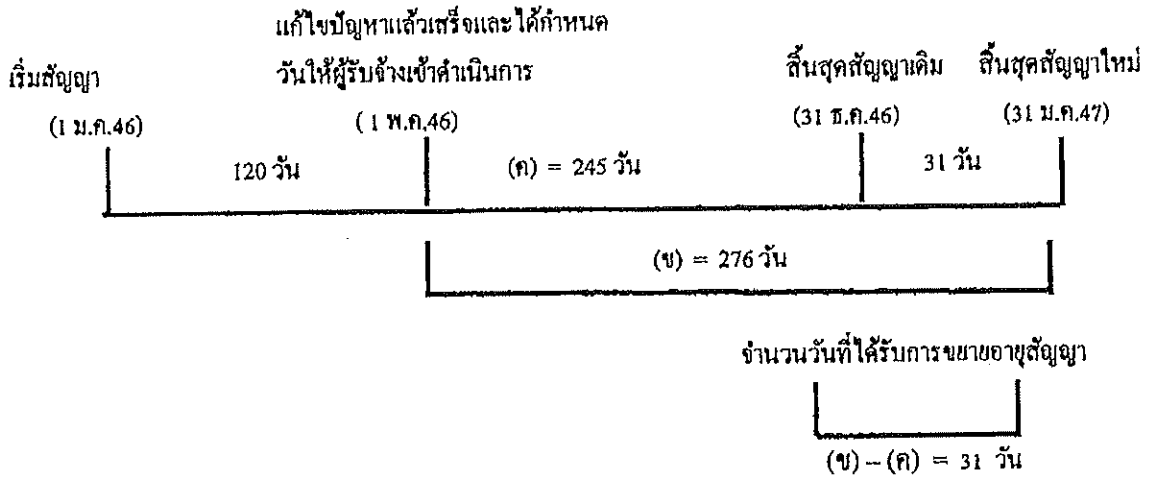 แก้ไขปัญหาแล้วเสร็จและได้กำหนด
เริ่มสัญญา วันให้ผู้รับจ้างเข้าดำเนินการ สิ้นสุดสัญญาเดิม สิ้นสุดสัญญาใหม่
(1 ม.ค.46) (1 พ.ค.46) (31 ธ.ค.46) (31 ม.ค.47)
120 วัน (ค) = 245 วัน 31 วัน
(ข) = 276 วัน
จำนวนวันที่ได้รับการขยายอายุสัญญา
(ข) – (ค) = 31 วัน